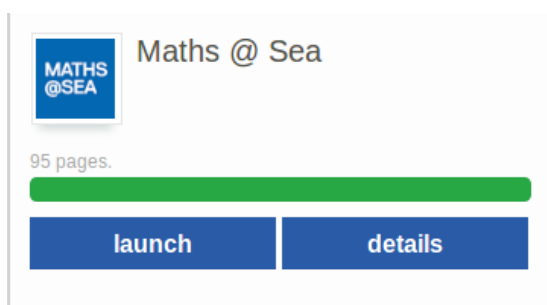 MATHS
@SEA
Maths @ Sea
95 pages.
launch
details